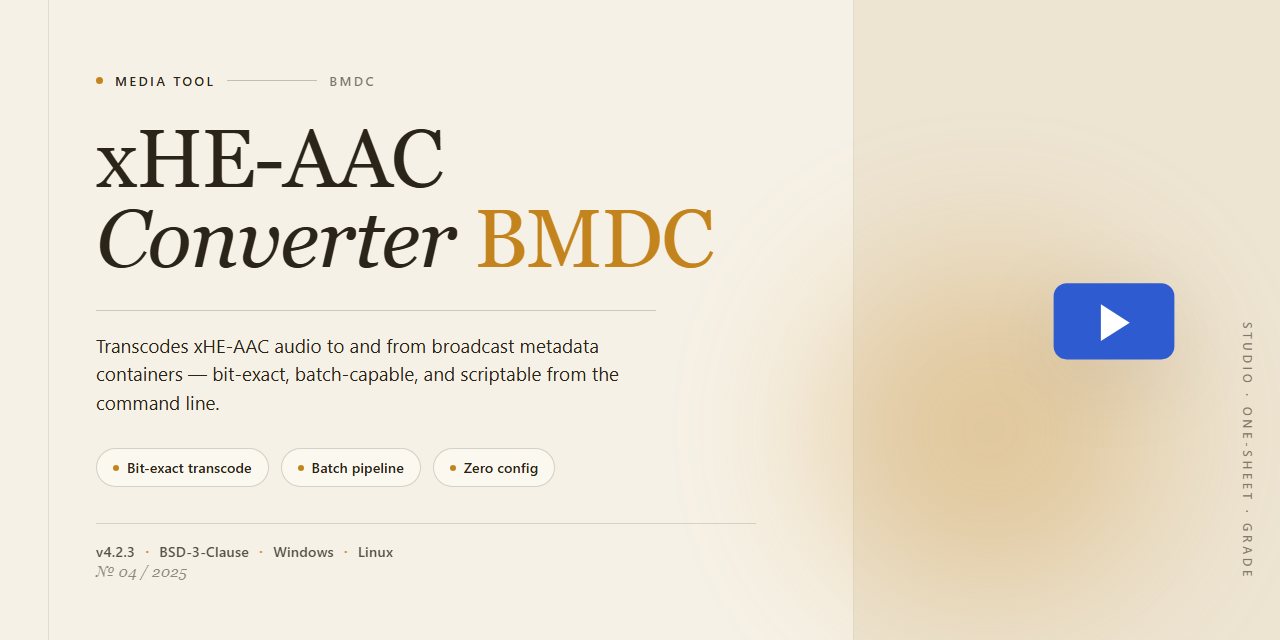 MEDIA TOOL BMDC
xHE-AAC
Converter BMDC
Transcodes xHE-AAC audio to and from broadcast metadata
containers — bit-exact, batch-capable, and scriptable from the
command line.
Bit-exact transcode Batch pipeline Zero config
v4.2.3 · BSD-3-Clause · Windows · Linux
№ 04 / 2025
STUDIO · ONE-SHEET · GRADE